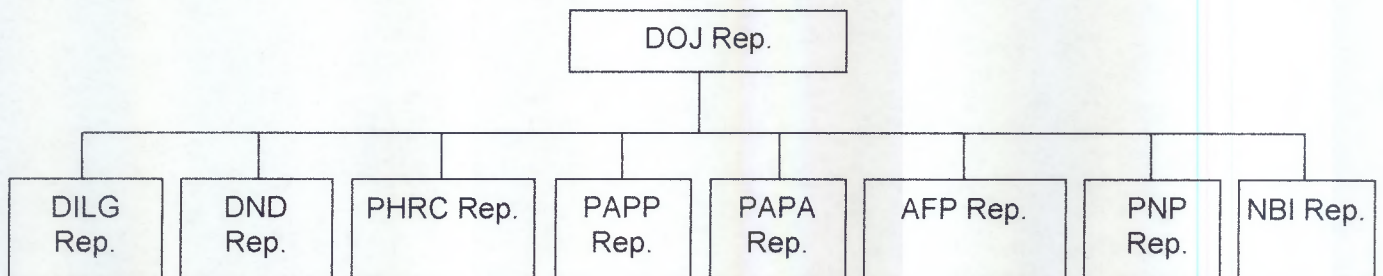 DOJ Rep.
DILG
Rep.
DND
Rep.
PHRC Rep.
PAPP
Rep.
PAPA
Rep.
AFP Rep.
PNP
Rep.
NBI Rep.